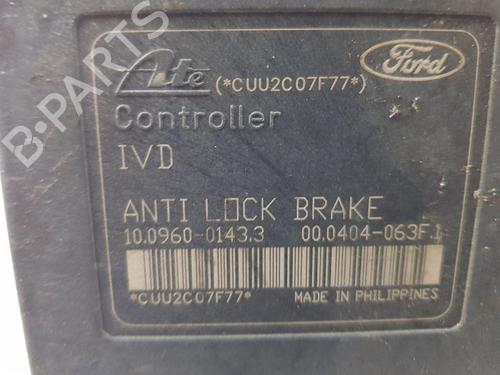 B-PARTS
Ate (*CUU2C07F77*) Ford
Controller
IVD
ANTI LOCK BRAKE
10.0960-0143.3 00.0404-063F.1
*CUU2C07F77* MADE IN PHILIPPINES